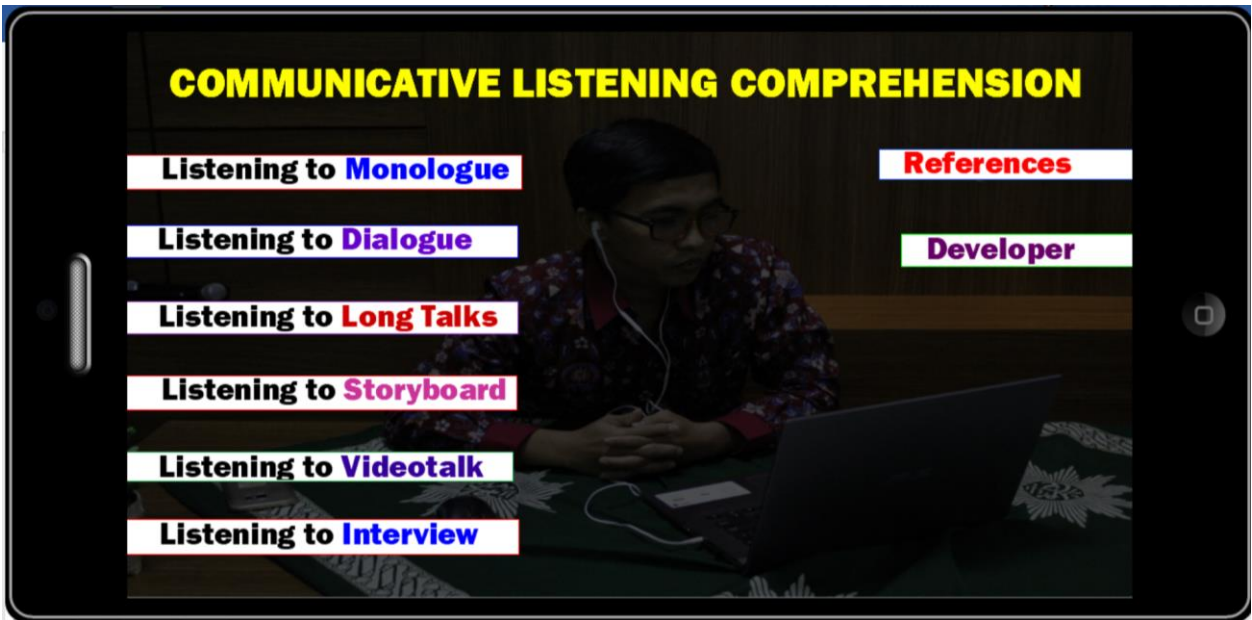 COMMUNICATIVE LISTENING COMPREHENSION
Listening to Monologue
Listening to Dialogue
Listening to Long Talks
Listening to Storyboard
Listening to Videotalk
Listening to Interview
References
Developer